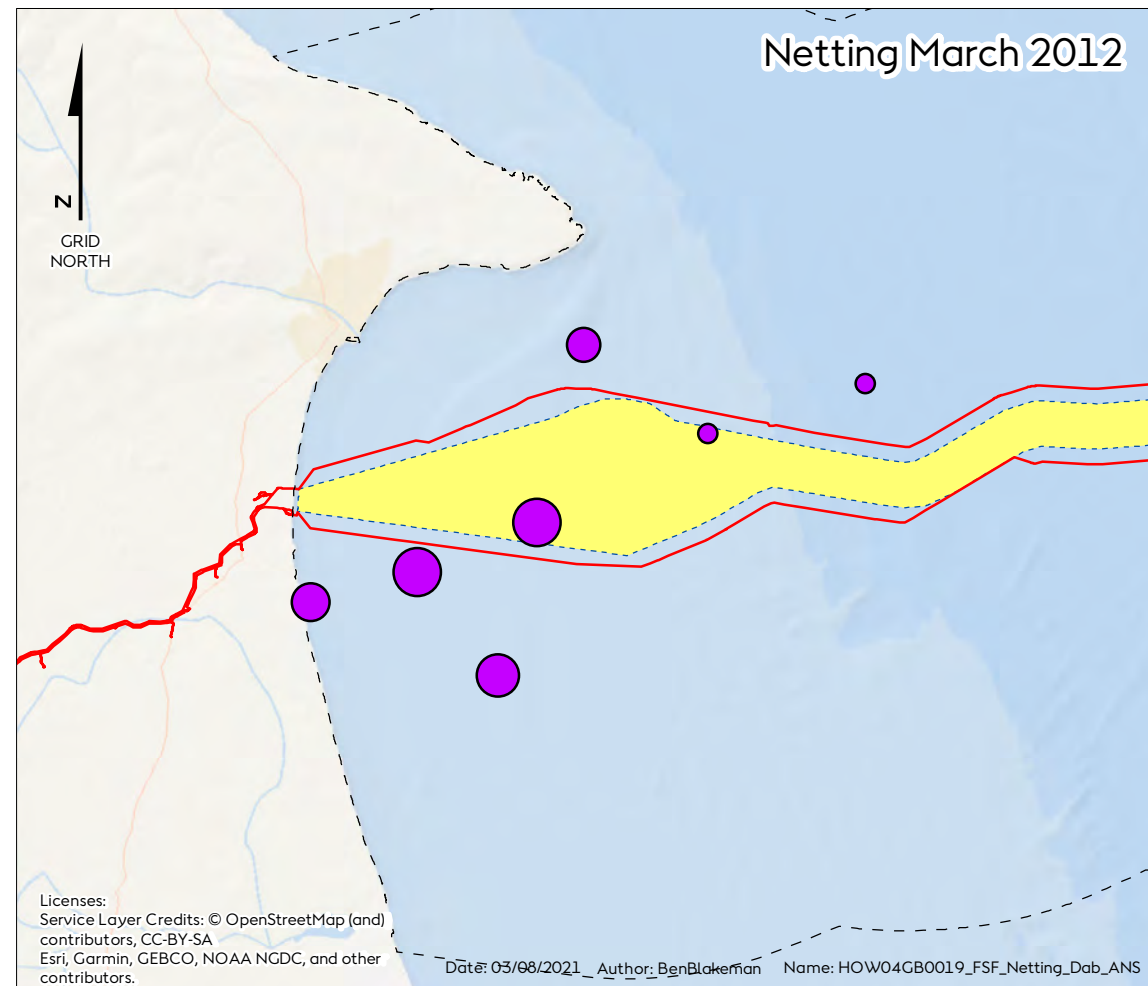 Netting March 2012
N
GRID
NORTH
Licenses:
Service Layer Credits: © OpenStreetMap (and)
contributors, CC-BY-SA
Esri, Garmin, GEBCO, NOAA NGDC, and other
contributors.
Date: 03/08/2021 Author: BenBlakeman Name: HOW04GB0019_FSF_Netting_Dab_ANS